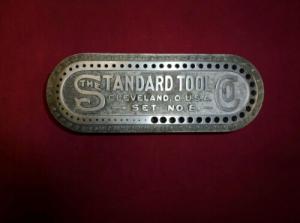 THE STANDARD TOOL CO.
CLEVELAND, O. U.S.A.
SET NO. E